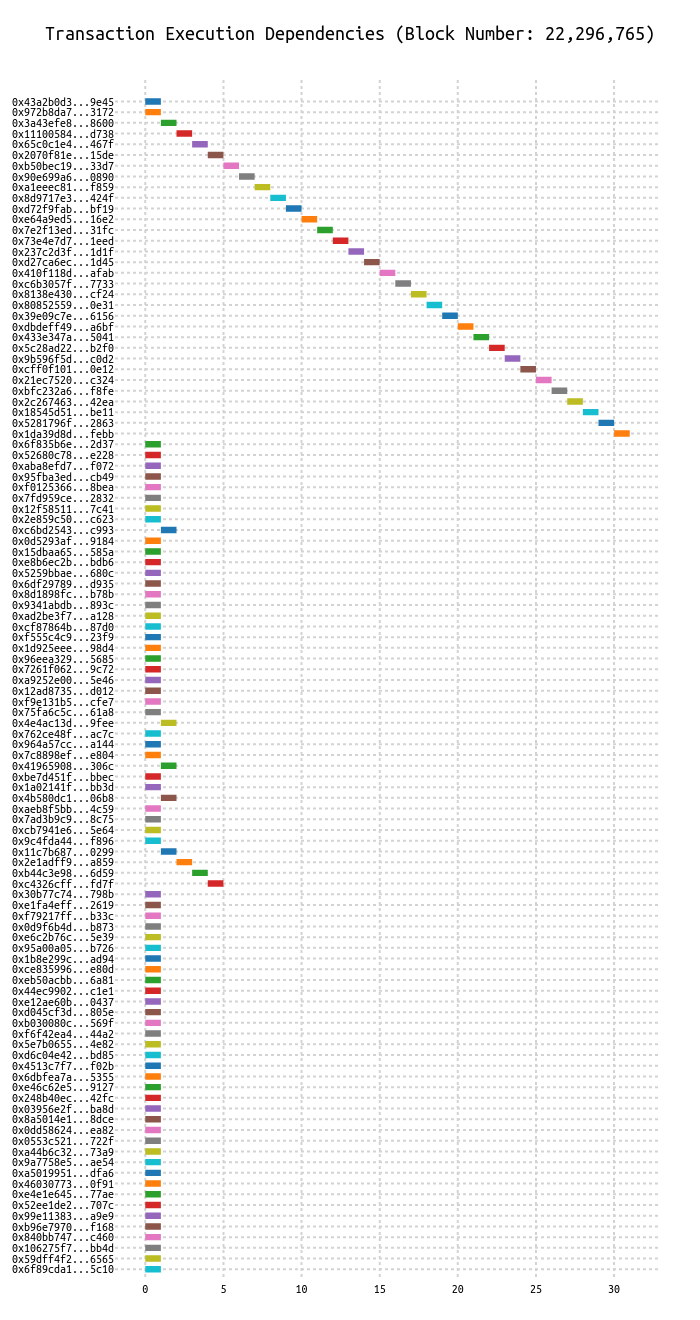 Transaction Execution Dependencies (Block Number: 22,296,765)
0x43a2b0d3...9e45
0x972b8da7...3172
0x3a43efe8...8600
0x11100584...d738
0x65c0c1e4...467f
0x2070f81e...15de
0xb50bec19...33d7
0x90e699a6...0890
0xa1eeec81...f859
0x8d9717e3...424f
0xd72f9fab...bf19
0xe64a9ed5...16e2
0x7e2f13ed...31fc
0x73e4e7d7...1eed
0x237c2d3f...1d1f
0xd27ca6ec...1d45
0x410f118d...afab
0xc6b3057f...7733
0x8138e430...cf24
0x80852559...0e31
0x39e09c7e...6156
0xdbdeff49...a6bf
0x433e347a...5041
0x5c28ad22...b2f0
0x9b596f5d...c0d2
0xcff0f101...0e12
0x21ec7520...c324
0xbfc232a6...f8fe
0x2c267463...42ea
0x18545d51...be11
0x5281796f...2863
0x1da39d8d...febb
0x6f835b6e...2d37
0x52680c78...e228
0xaba8efd7...f072
0x95fba3ed...cb49
0xf0125366...8bea
0x7fd959ce...2832
0x12f58511...7c41
0x2e859c50...c623
0xc6bd2543...c993
0x0d5293af...9184
0x15dbaa65...585a
0xe8b6ec2b...bdb6
0x5259bbae...680c
0x6df29789...d935
0x8d1898fc...b78b
0x9341abdb...893c
0xad2be3f7...a128
0xcf87864b...87d0
0xf555c4c9...23f9
0x1d925eee...98d4
0x96eea329...5685
0x7261f062...9c72
0xa9252e00...5e46
0x12ad8735...d012
0xf9e131b5...cfe7
0x75fa6c5c...61a8
0x4e4ac13d...9fee
0x762ce48f...ac7c
0x964a57cc...a144
0x7c8898ef...e804
0x41965908...306c
0xbe7d451f...bbec
0x1a02141f...bb3d
0x4b580dc1...06b8
0xaeb8f5bb...4c59
0x7ad3b9c9...8c75
0xcb7941e6...5e64
0x9c4fda44...f896
0x11c7b687...0299
0x2e1adff9...a859
0xb44c3e98...6d59
0xc4326cff...fd7f
0x30b77c74...798b
0xe1fa4eff...2619
0xf79217ff...b33c
0x0d9f6b4d...b873
0xe6c2b76c...5e39
0x95a00a05...b726
0x1b8e299c...ad94
0xce835996...e80d
0xeb50acbb...6a81
0x44ec9902...c1e1
0xe12ae60b...0437
0xd045cf3d...805e
0xb030080c...569f
0xf6f42ea4...44a2
0x5e7b0655...4e82
0xd6c04e42...bd85
0x4513c7f7...f02b
0x6dbfea7a...5355
0xe46c62e5...9127
0x248b40ec...42fc
0x03956e2f...ba8d
0x8a5014e1...8dce
0x0dd58624...ea82
0x0553c521...722f
0xa44b6c32...73a9
0x9a7758e5...ae54
0xa5019951...dfa6
0x46030773...0f91
0xe4e1e645...77ae
0x52ee1de2...707c
0x99e11383...a9e9
0xb96e7970...f168
0x840bb747...c460
0x106275f7...bb4d
0x59dff4f2...6565
0x6f89cda1...5c10
0 5 10 15 20 25 30